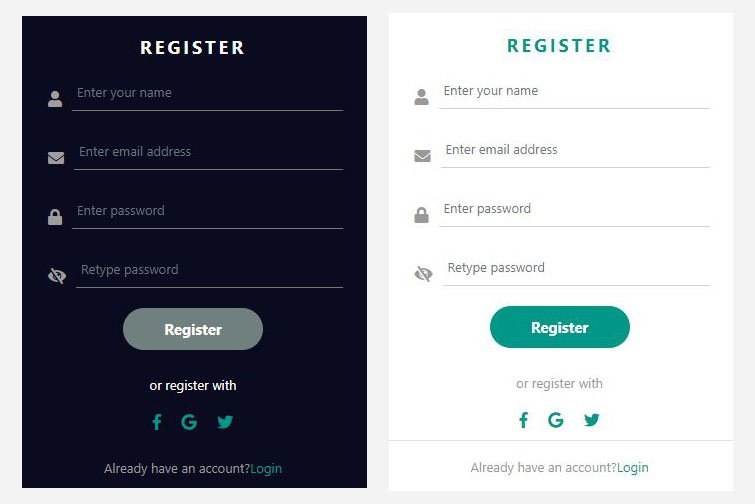 REGISTER
Enter your name
Enter email address
Enter password
Retype password
Register
or register with
Already have an account?Login
REGISTER
Enter your name
Enter email address
Enter password
Retype password
Register
or register with
Already have an account?Login